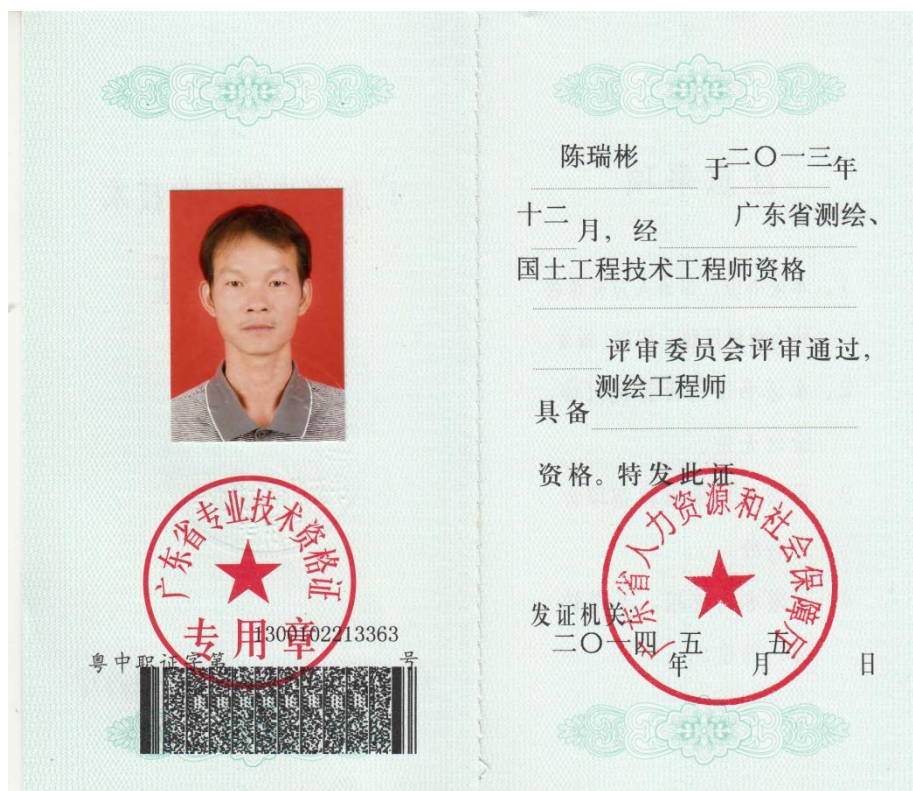 广东省专业技术资格证
专用章
1300102213363
粤中职证字第 号
陈瑞彬 于二〇一三年
十二月，经 广东省测绘、
国土工程技术工程师资格
评审委员会评审通过，
测绘工程师
具备
资格。特发此证
广东省人力资源和社会保障厅
发证机关：
二〇一四年五月五日